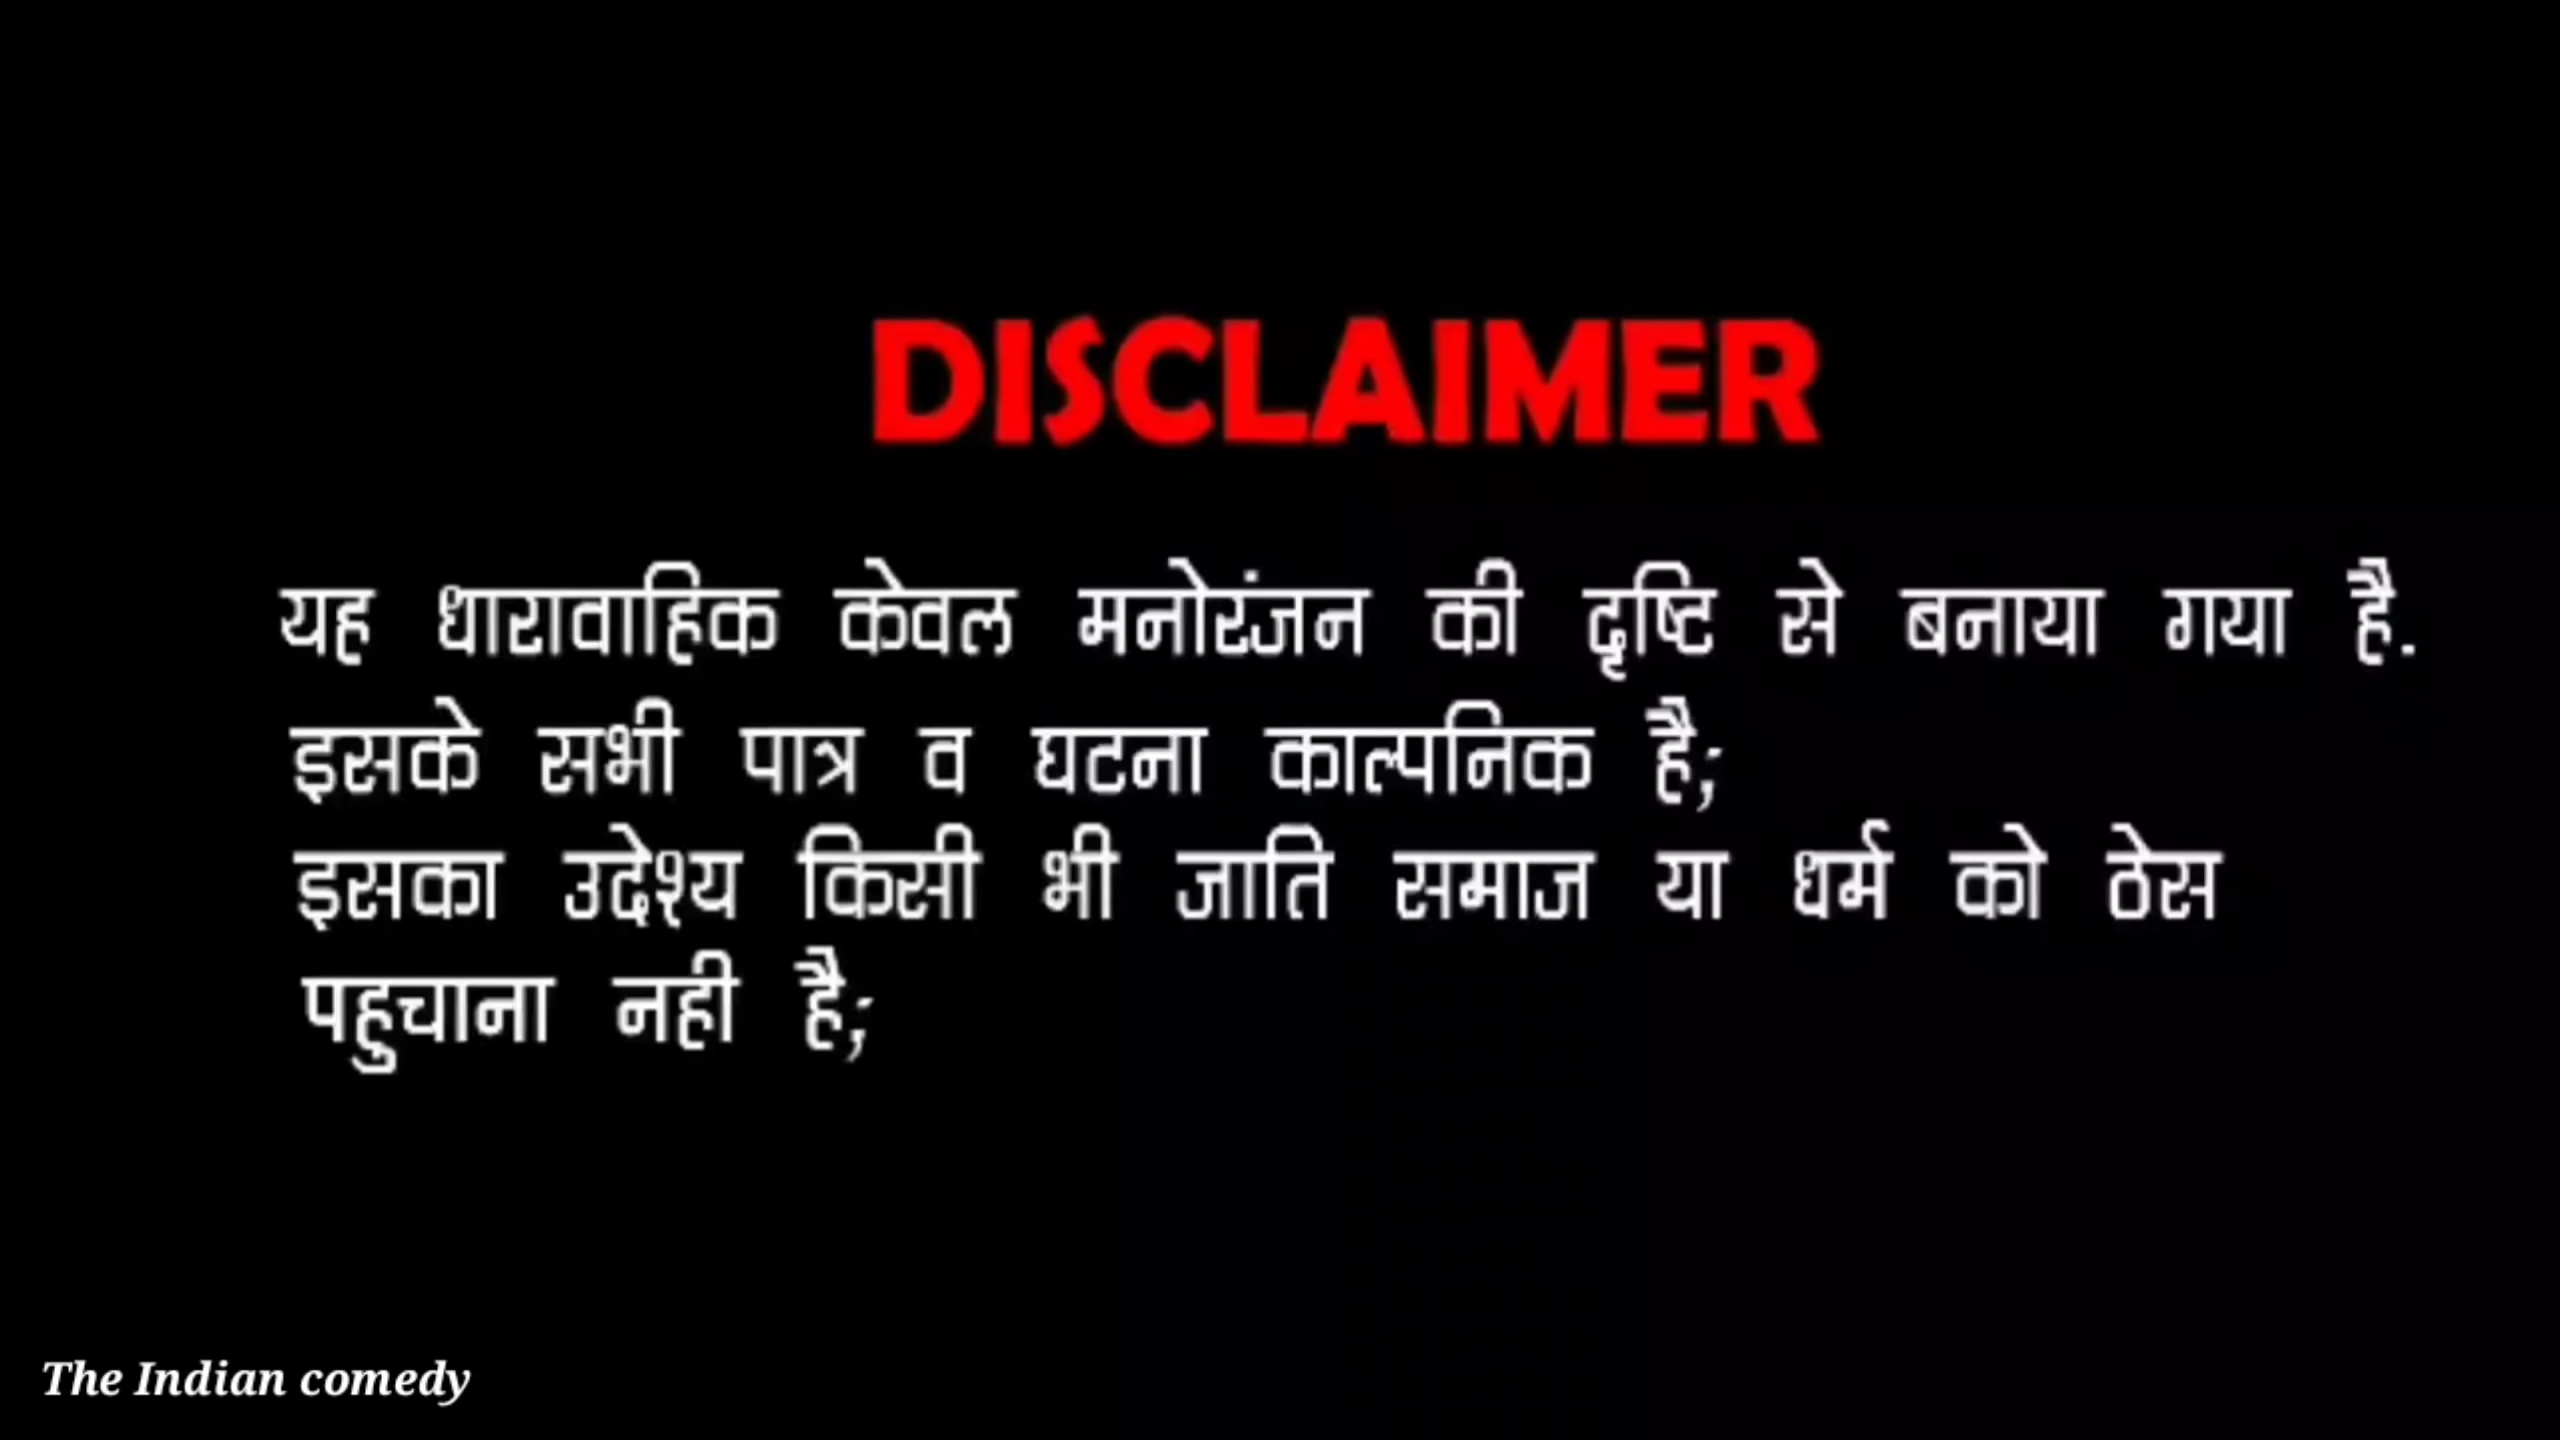 DISCLAIMER
यह धारावाहिक केवल मनोरंजन की दृष्टि से बनाया गया है.
इसके सभी पात्र व घटना काल्पनिक है;
इसका उदेश्य किसी भी जाति समाज या धर्म को ठेस
पहुचाना नही है;
The Indian comedy